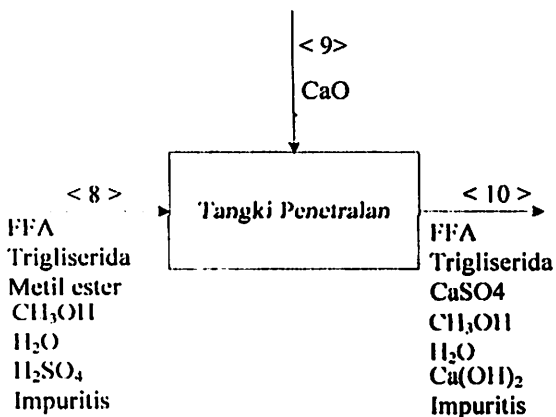 < 9>
CaO
< 8 >
Tangki Penetralan
< 10 >
FFA
Trigliserida
Metil ester
CH₃OH
H₂O
H₂SO₄
Impuritis
FFA
Trigliserida
CaSO4
CH₃OH
H₂O
Ca(OH)₂
Impuritis